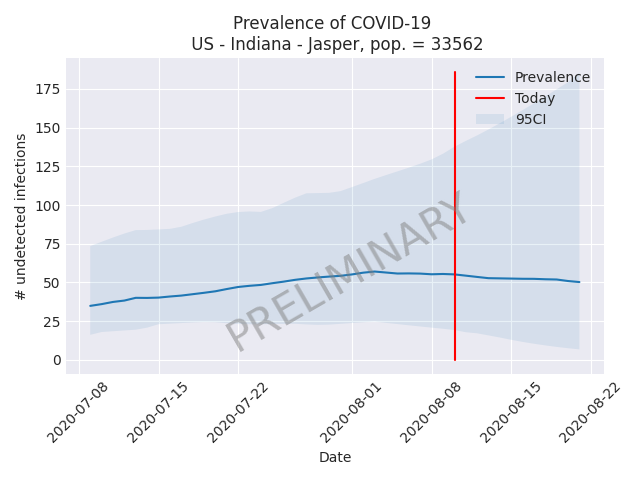 Prevalence of COVID-19
US - Indiana - Jasper, pop. = 33562
Prevalence
Today
95CI
# undetected infections
175
150
125
100
75
50
25
0
PRELIMINARY
2020-07-08
2020-07-15
2020-07-22
2020-08-01
2020-08-08
2020-08-15
2020-08-22
Date